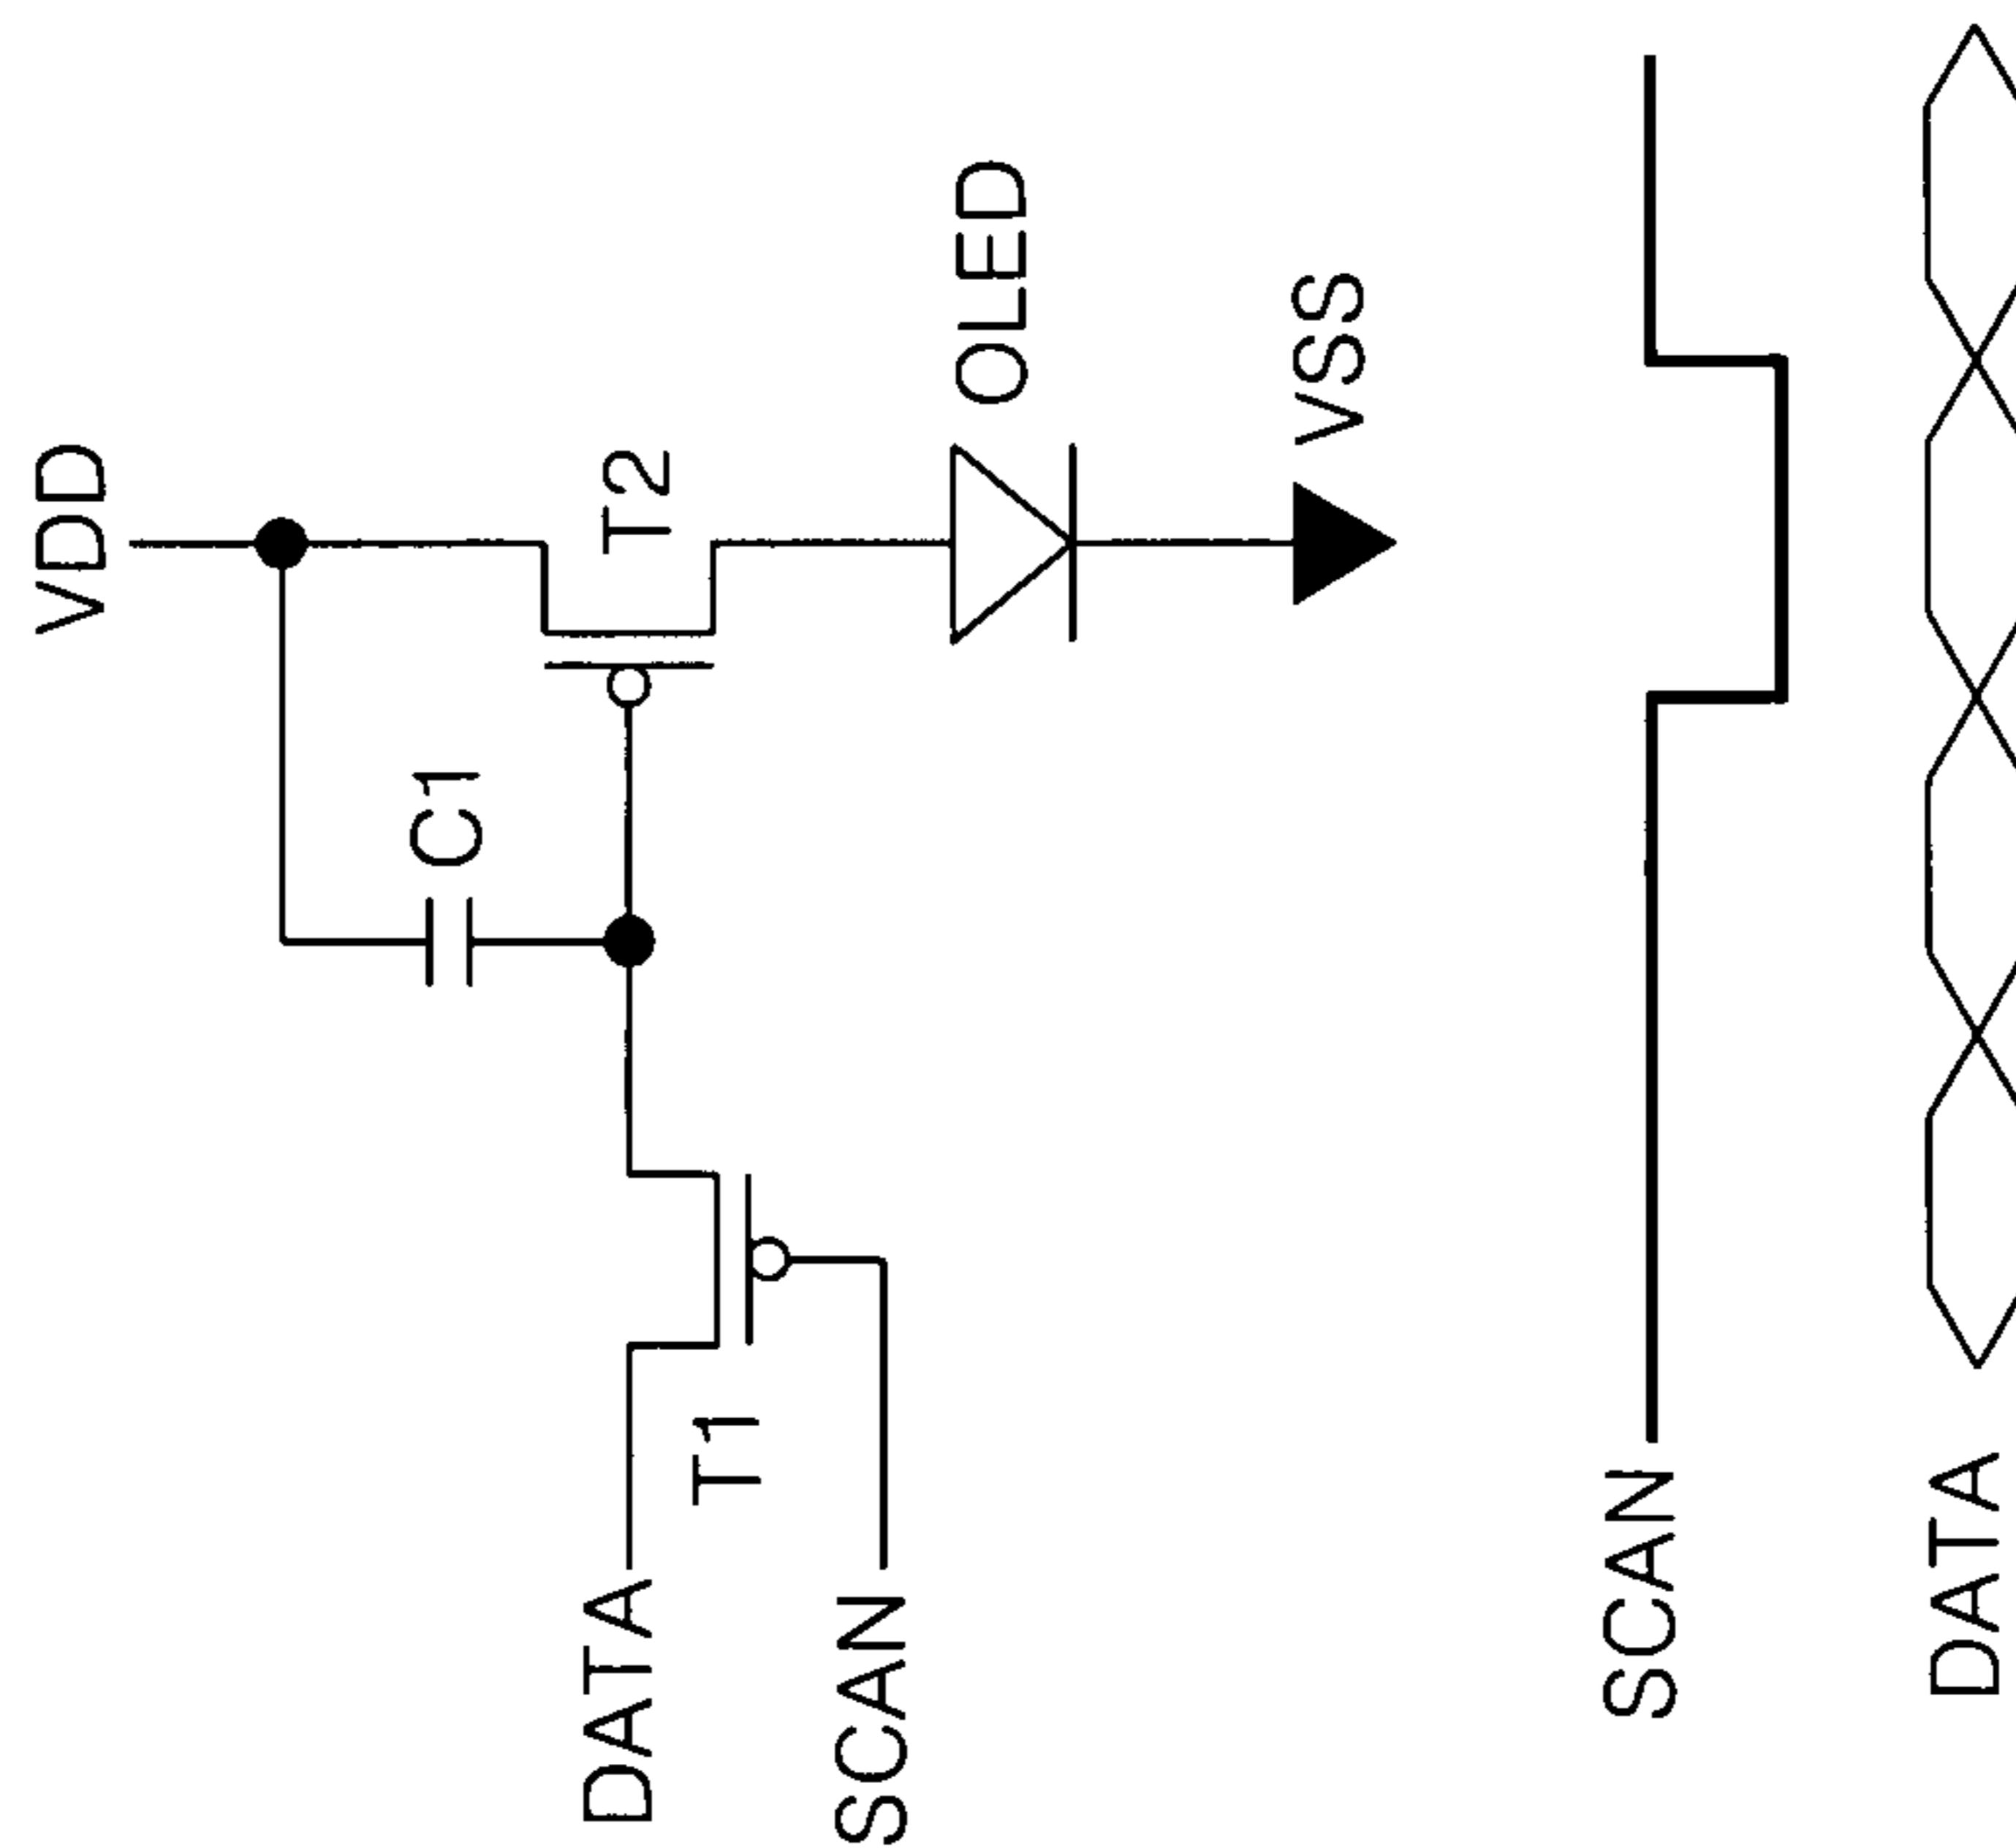 VDD
C1
T2
DATA
T1
SCAN
OLED
VSS
SCAN
DATA